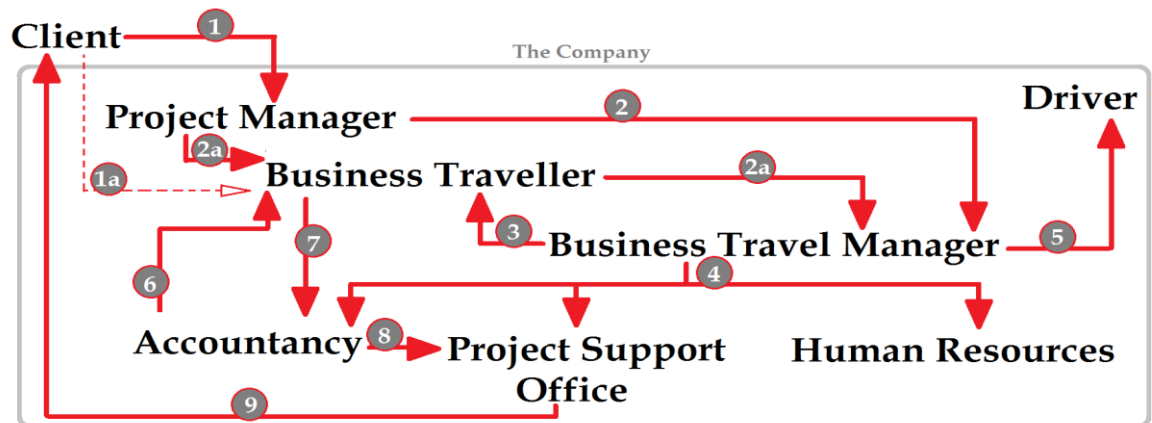 1
Client
The Company
Driver
Project Manager
2
2a
1a
Business Traveller
2a
3
Business Travel Manager
5
7
4
6
Accountancy
8
Project Support
Office
Human Resources
9